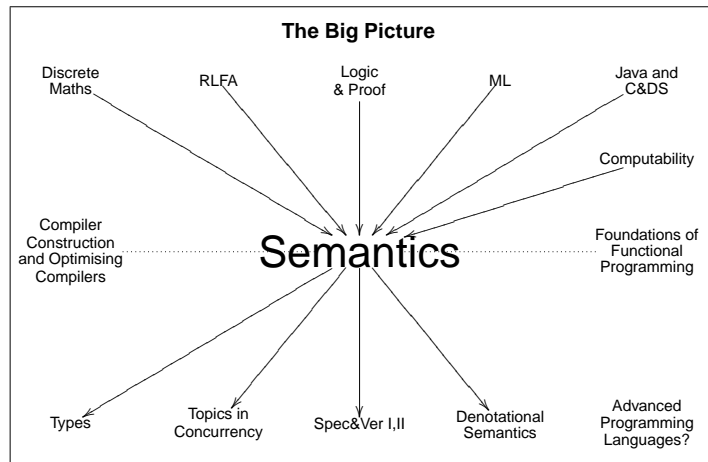 The Big Picture
Discrete
Maths
RLFA
Logic
& Proof
ML
Java and
C&DS
Computability
Compiler
Construction
and Optimising
Compilers
Semantics
Foundations of
Functional
Programming
Types
Topics in
Concurrency
Spec&Ver I,II
Denotational
Semantics
Advanced
Programming
Languages?